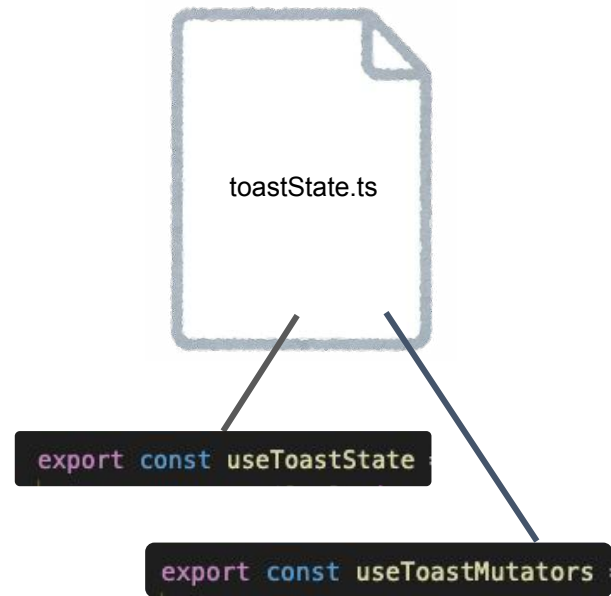 toastState.ts
export const useToastState =
export const useToastMutators =